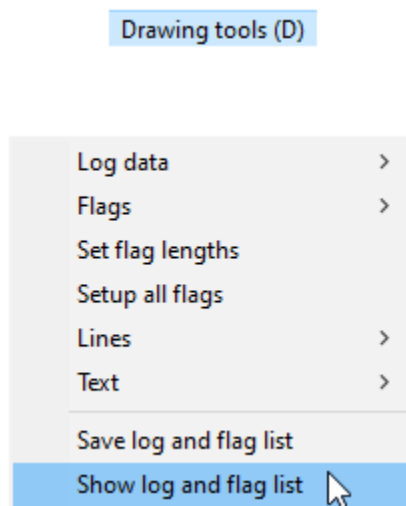 Drawing tools (D)
Log data
Flags
Set flag lengths
Setup all flags
Lines
Text
Save log and flag list
Show log and flag list